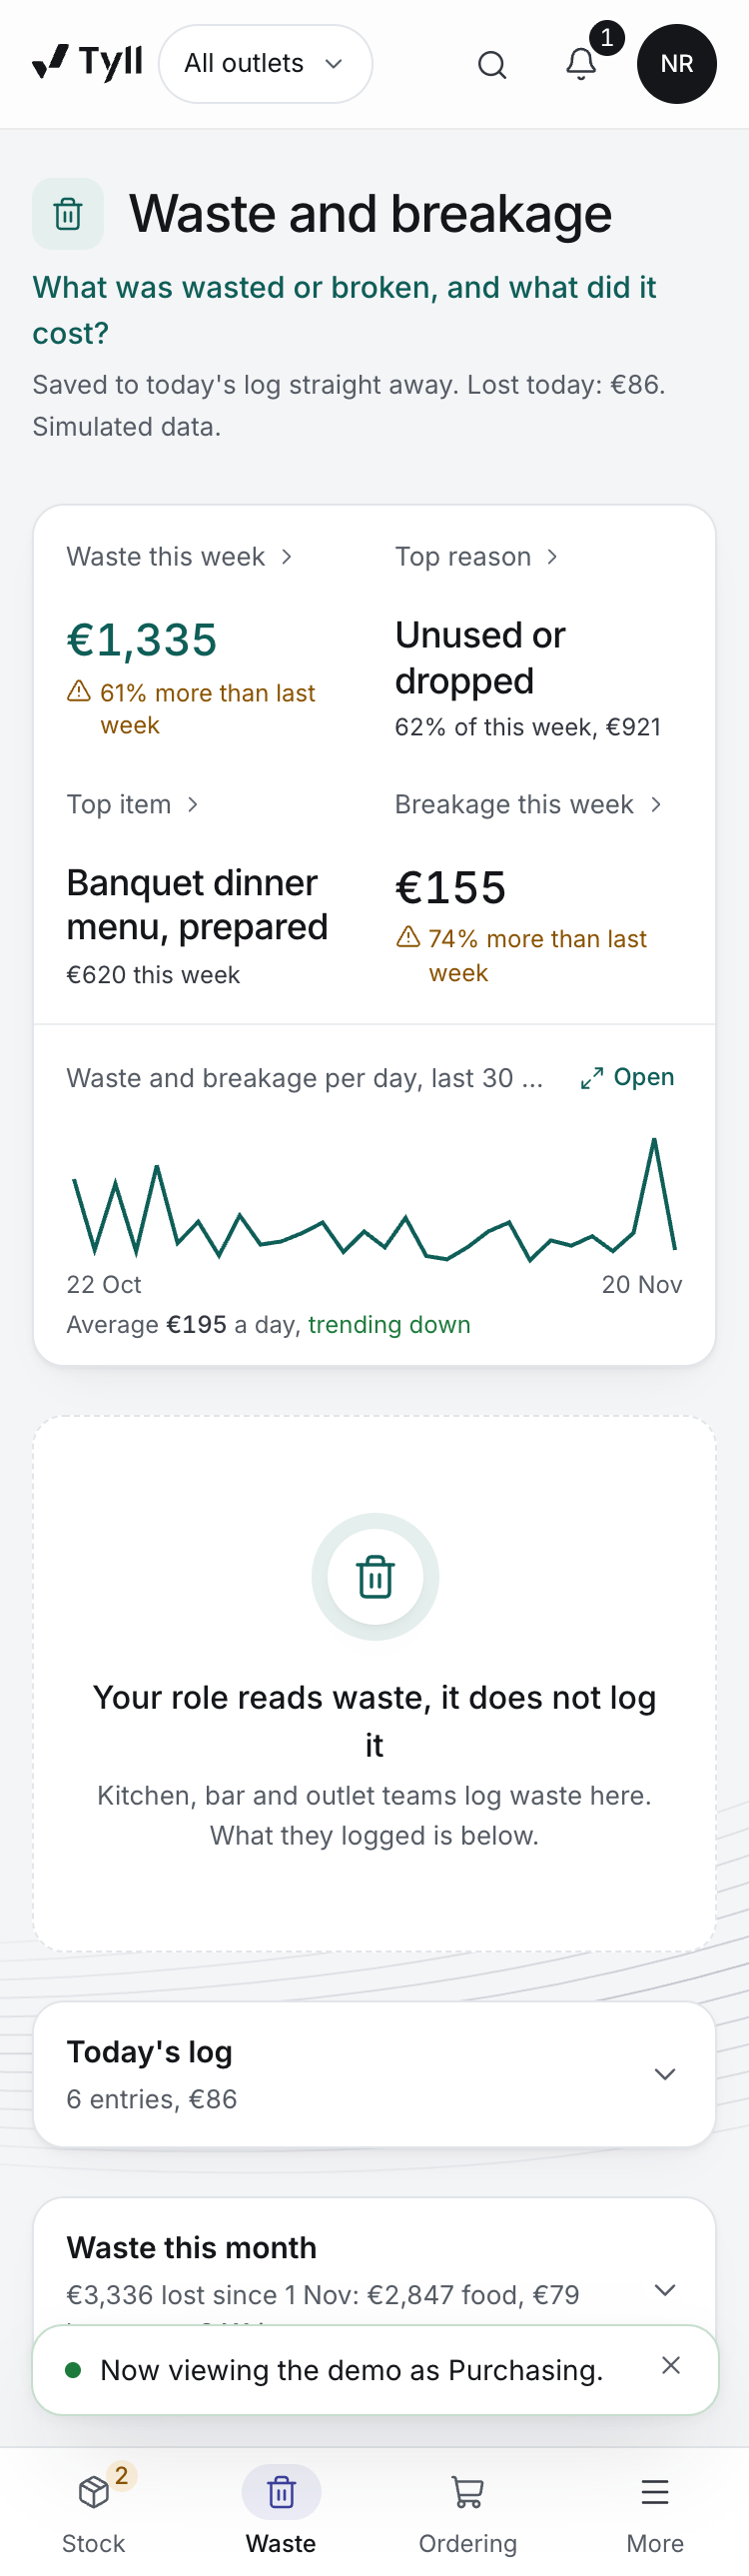 Tyll
All outlets
1
NR
Waste and breakage
What was wasted or broken, and what did it
cost?
Saved to today's log straight away. Lost today: €86.
Simulated data.
Waste this week
€1,335
61% more than last
week
Top reason
Unused or
dropped
62% of this week, €921
Top item
Banquet dinner
menu, prepared
€620 this week
Breakage this week
€155
74% more than last
week
Waste and breakage per day, last 30 ...
Open
22 Oct
20 Nov
Average €195 a day, trending down
Your role reads waste, it does not log
it
Kitchen, bar and outlet teams log waste here.
What they logged is below.
Today's log
6 entries, €86
Waste this month
€3,336 lost since 1 Nov: €2,847 food, €79
Now viewing the demo as Purchasing.
2
Stock
Waste
Ordering
More